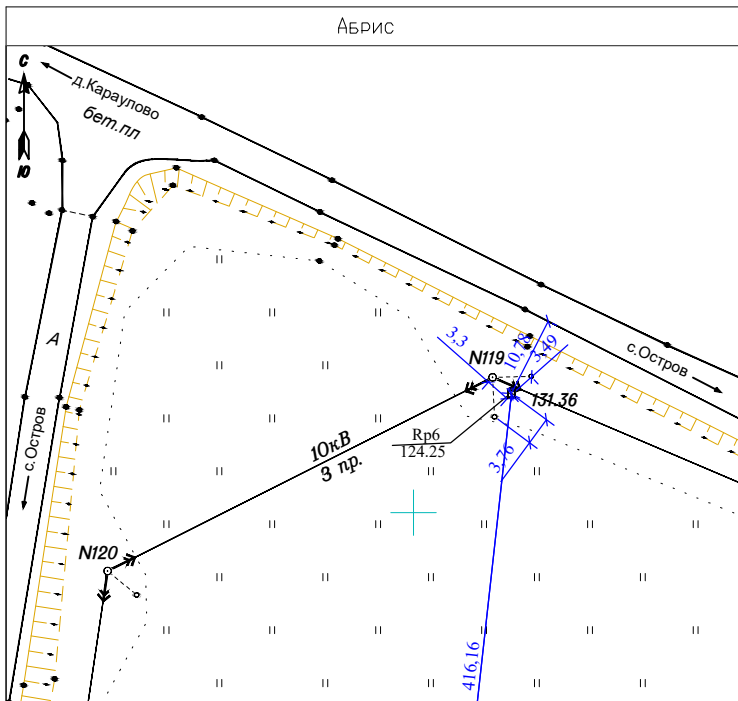 Абрис
С
Ю
д.Караулово
бет.пл
А
с.Остров
с.Остров
3,3
10,78
3,49
N119
131.36
Rp6
124.25
3,76
10кВ
3 пр.
N120
416,16